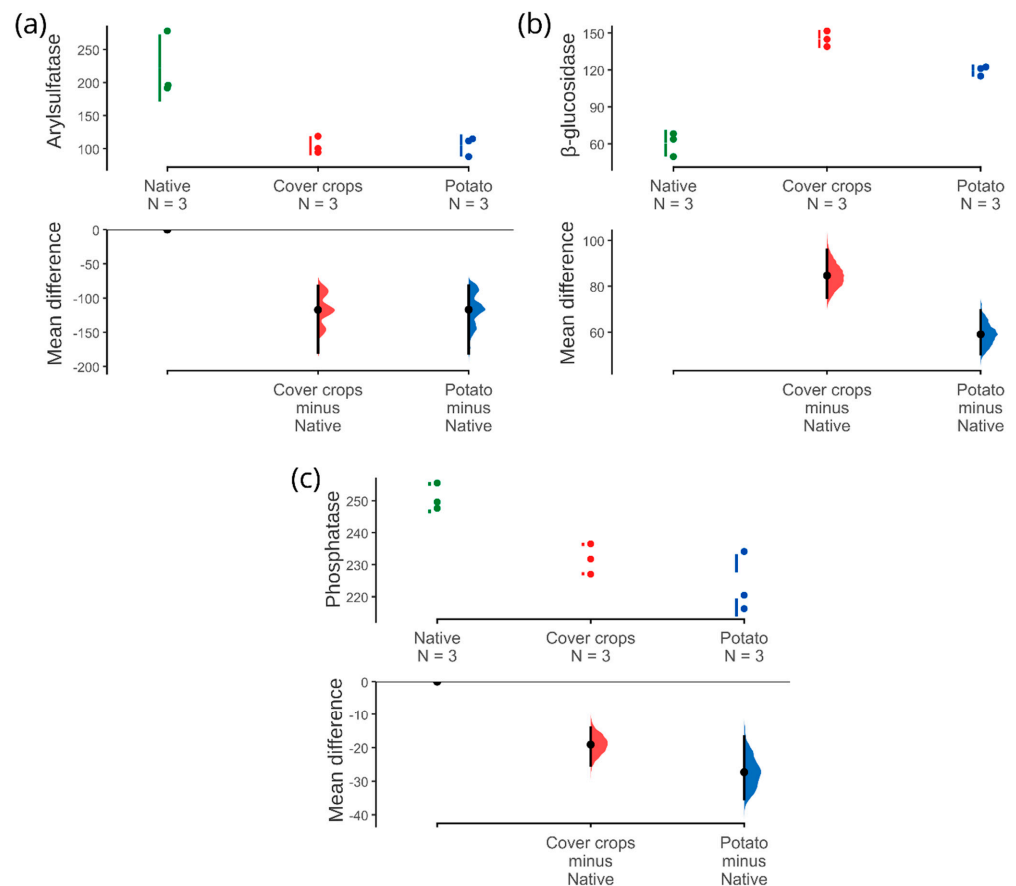 (a)
Arylsulfatase
250
200
150
100
Native
N = 3
Cover crops
N = 3
Potato
N = 3
Mean difference
0
-50
-100
-150
-200
Cover crops
minus
Native
Potato
minus
Native
(b)
β-glucosidase
150
120
90
60
Native
N = 3
Cover crops
N = 3
Potato
N = 3
Mean difference
100
80
60
Cover crops
minus
Native
Potato
minus
Native
(c)
Phosphatase
250
240
230
220
Native
N = 3
Cover crops
N = 3
Potato
N = 3
Mean difference
0
-10
-20
-30
-40
Cover crops
minus
Native
Potato
minus
Native